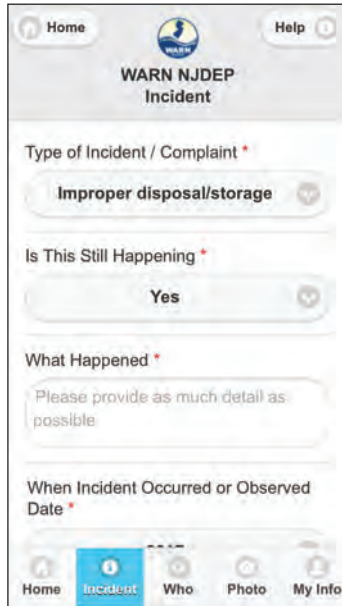 Home
Help
WARN
WARN NJDEP
Incident
Type of Incident / Complaint *
Improper disposal/storage
Is This Still Happening *
Yes
What Happened *
Please provide as much detail as
possible
When Incident Occurred or Observed
Date *
Home Incident Who Photo My Info